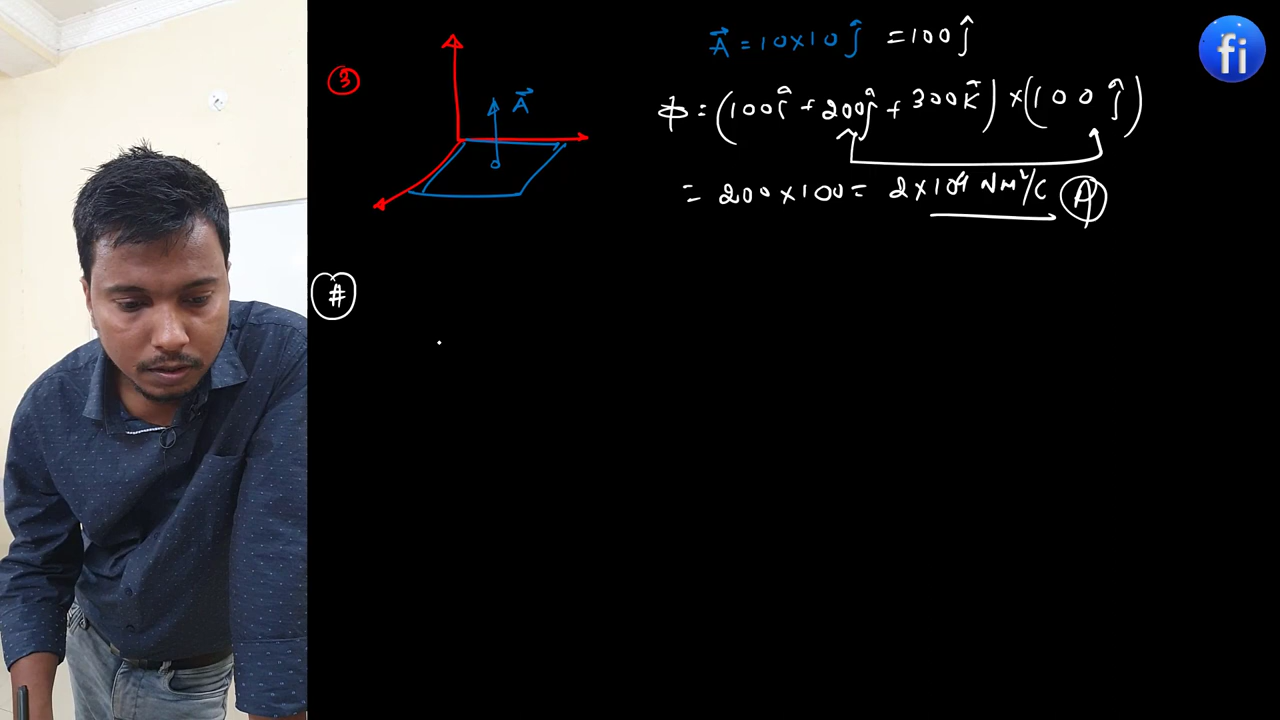 fi
A⃗ = 10×10 ĵ = 100 ĵ
③
A⃗
Φ = (100î + 200ĵ + 300k̂) × (100 ĵ)
= 200×100 = 2×10⁴ Nm²/C Ⓐ
#